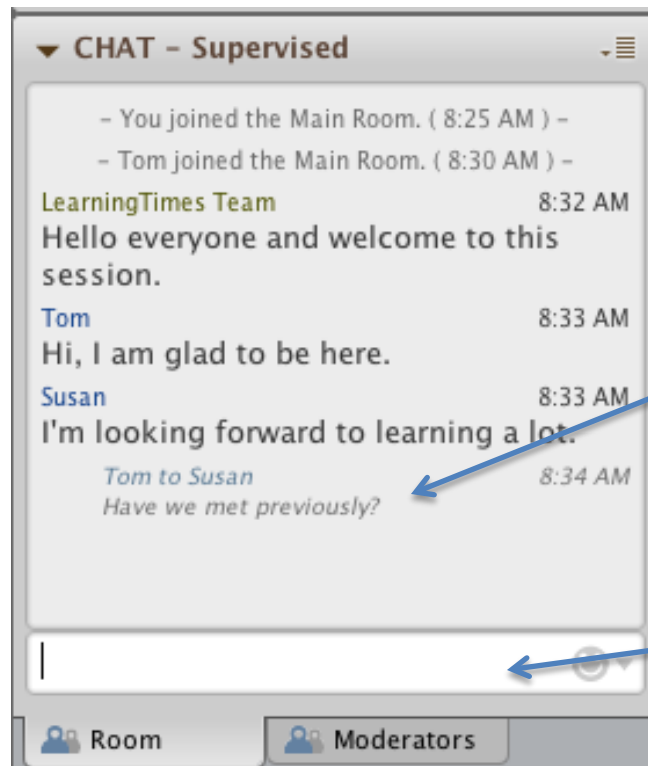 CHAT – Supervised
– You joined the Main Room. ( 8:25 AM ) –
– Tom joined the Main Room. ( 8:30 AM ) –
LearningTimes Team 8:32 AM
Hello everyone and welcome to this
session.
Tom 8:33 AM
Hi, I am glad to be here.
Susan 8:33 AM
I'm looking forward to learning a lot.
Tom to Susan 8:34 AM
Have we met previously?
Room Moderators